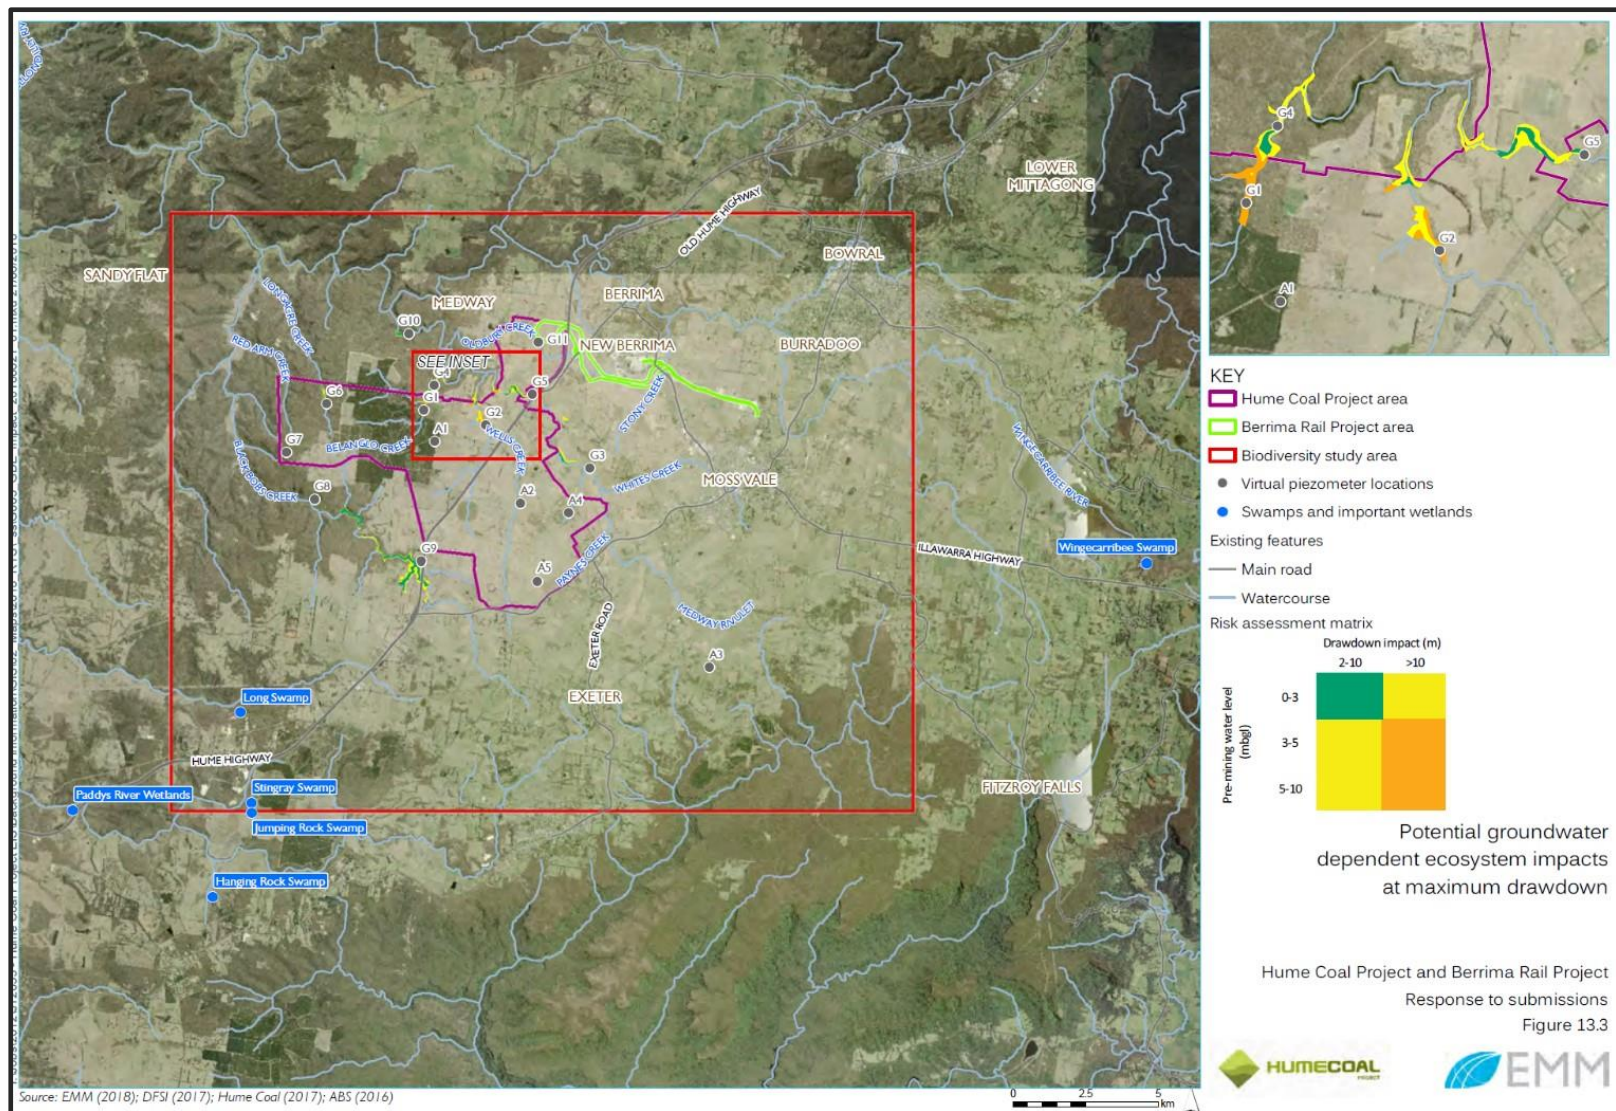 SANDY FLAT
LONGACRE CREEK
RED ARM CREEK
BLACK BOBS CREEK
BELANGLO CREEK
MEDWAY
OLDBURY CREEK
SEE INSET
BERRIMA
NEW BERRIMA
OLD HUME HIGHWAY
LOWER
MITTAGONG
BOWRAL
BURRADOO
STONY CREEK
WELLS CREEK
WHITES CREEK
MOSS VALE
WINGE CARRIBEE RIVER
ILLAWARRA HIGHWAY
Wingecarribee Swamp
PAYNES CREEK
EXETER ROAD
MEDWAY RIVULET
EXETER
FITZROY FALLS
HUME HIGHWAY
Long Swamp
Paddys River Wetlands
Stingray Swamp
Jumping Rock Swamp
Hanging Rock Swamp
G10
G11
G4
G5
G6
G1
G2
A1
G7
G3
G8
A2
A4
G9
A5
A3
Source: EMM (2018); DFSI (2017); Hume Coal (2017); ABS (2016)
0 2.5 5
km
G4
G5
G1
G2
A1
KEY
Hume Coal Project area
Berrima Rail Project area
Biodiversity study area
Virtual piezometer locations
Swamps and important wetlands
Existing features
Main road
Watercourse
Risk assessment matrix
Drawdown impact (m)
2-10 >10
Pre-mining water level
(mbgl)
0-3
3-5
5-10
Potential groundwater
dependent ecosystem impacts
at maximum drawdown
Hume Coal Project and Berrima Rail Project
Response to submissions
Figure 13.3
HUMECOAL
PROJECT
EMM